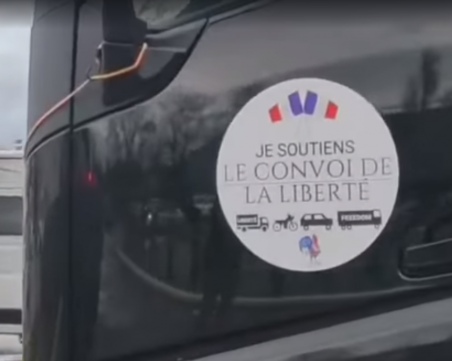 JE SOUTIENS
LE CONVOI DE
LA LIBERTÉ
FREEDOM